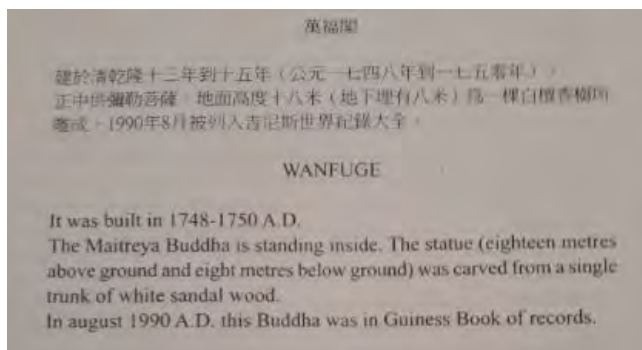 萬福閣
建於清乾隆十三年到十五年（公元一七四八年到一七五零年）。
正中供彌勒菩薩，地面高度十八米（地下埋有八米）爲一棵白檀香樹所
雕成。1990年8月被列入吉尼斯世界紀錄大全。
WANFUGE
It was built in 1748-1750 A.D.
The Maitreya Buddha is standing inside. The statue (eighteen metres
above ground and eight metres below ground) was carved from a single
trunk of white sandal wood.
In august 1990 A.D. this Buddha was in Guiness Book of records.